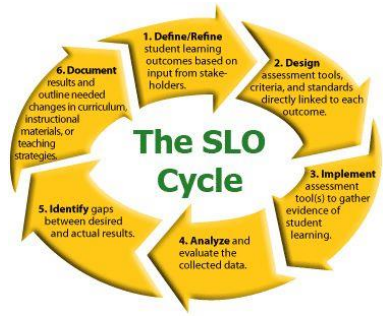 1. Define/Refine
student learning
outcomes based on
input from stake-
holders.
2. Design
assessment tools,
criteria, and standards
directly linked to each
outcome.
3. Implement
assessment
tool(s) to gather
evidence of
student
learning.
4. Analyze and
evaluate the
collected data.
5. Identify gaps
between desired
and actual results.
6. Document
results and
outline needed
changes in curriculum,
instructional
materials, or
teaching
strategies.
The SLO
Cycle